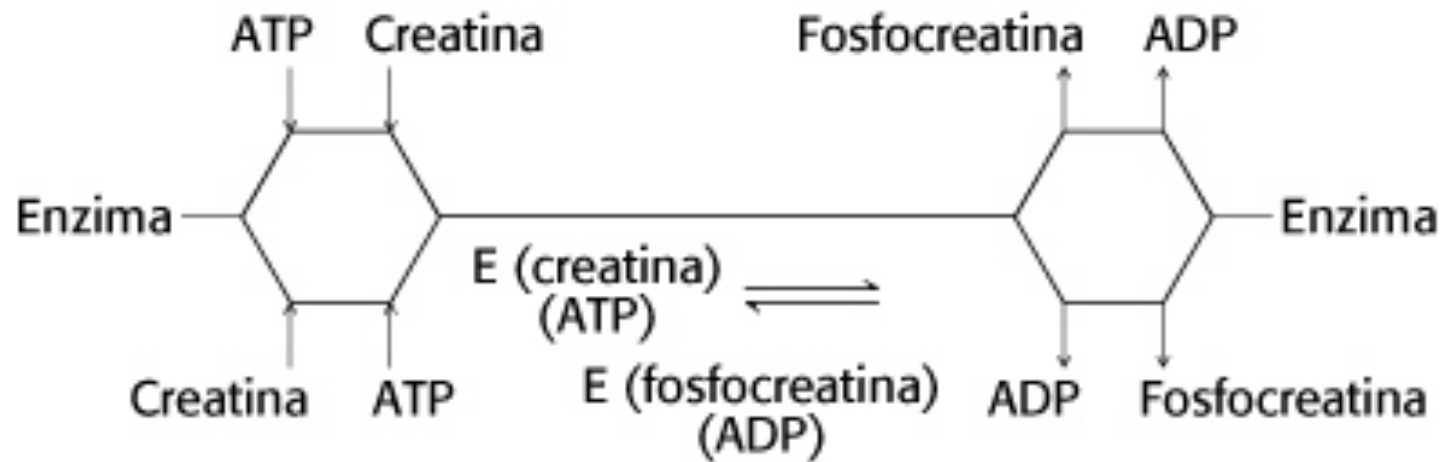 ATP Creatina Fosfocreatina ADP
Enzima Enzima
E (creatina)
(ATP)
Creatina ATP E (fosfocreatina) ADP Fosfocreatina
(ADP)